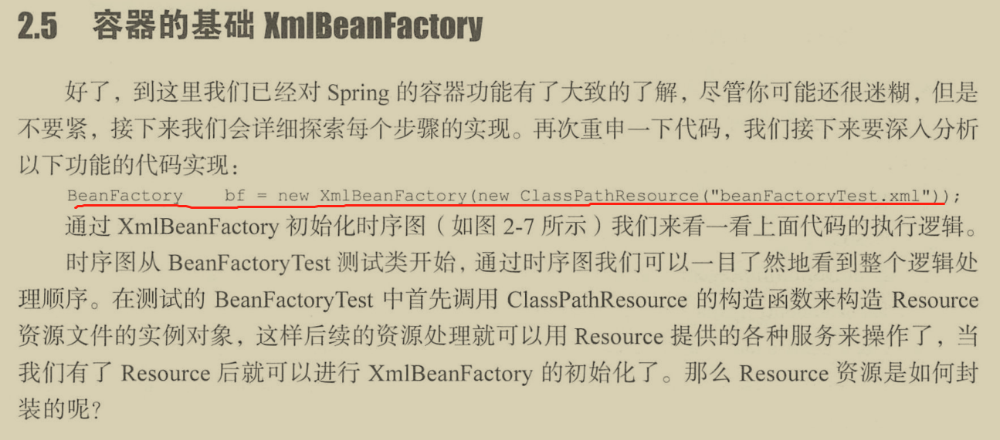 2.5 容器的基础 XmlBeanFactory
好了，到这里我们已经对 Spring 的容器功能有了大致的了解，尽管你可能还很迷糊，但是
不要紧，接下来我们会详细探索每个步骤的实现。再次重申一下代码，我们接下来要深入分析
以下功能的代码实现：
BeanFactory bf = new XmlBeanFactory(new ClassPathResource("beanFactoryTest.xml"));
通过 XmlBeanFactory 初始化时序图（如图 2-7 所示）我们来看一看上面代码的执行逻辑。
时序图从 BeanFactoryTest 测试类开始，通过时序图我们可以一目了然地看到整个逻辑处
理顺序。在测试的 BeanFactoryTest 中首先调用 ClassPathResource 的构造函数来构造 Resource
资源文件的实例对象，这样后续的资源处理就可以用 Resource 提供的各种服务来操作了，当
我们有了 Resource 后就可以进行 XmlBeanFactory 的初始化了。那么 Resource 资源是如何封
装的呢？